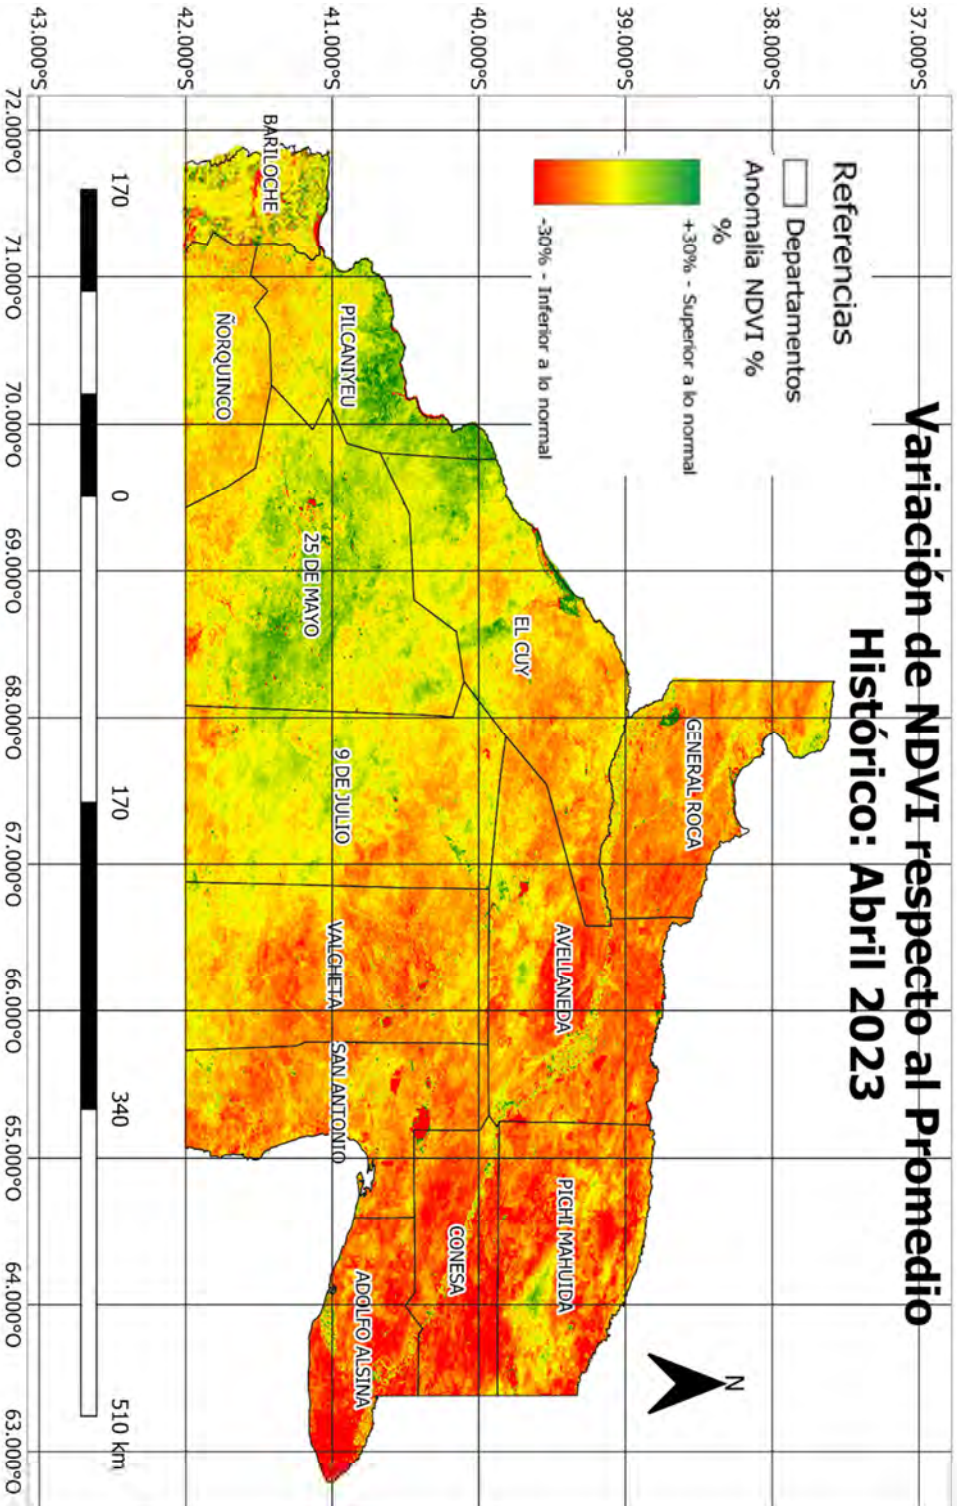 Variación de NDVI respecto al Promedio
Histórico: Abril 2023
Referencias
Departamentos
Anomalia NDVI %
%
+30% - Superior a lo normal
-30% - Inferior a lo normal
N
37.000°S
38.000°S
39.000°S
40.000°S
41.000°S
42.000°S
43.000°S
GENERAL ROCA
EL CUY
AVELLANEDA
PICHI MAHUIDA
CONESA
PILCANIYEU
9 DE JULIO
VALCHETA
SAN ANTONIO
ADOLFO ALSINA
25 DE MAYO
BARILOCHE
ÑORQUINCO
170 0 170 340 510 km
72.000°O 71.000°O 70.000°O 69.000°O 68.000°O 67.000°O 66.000°O 65.000°O 64.000°O 63.000°O